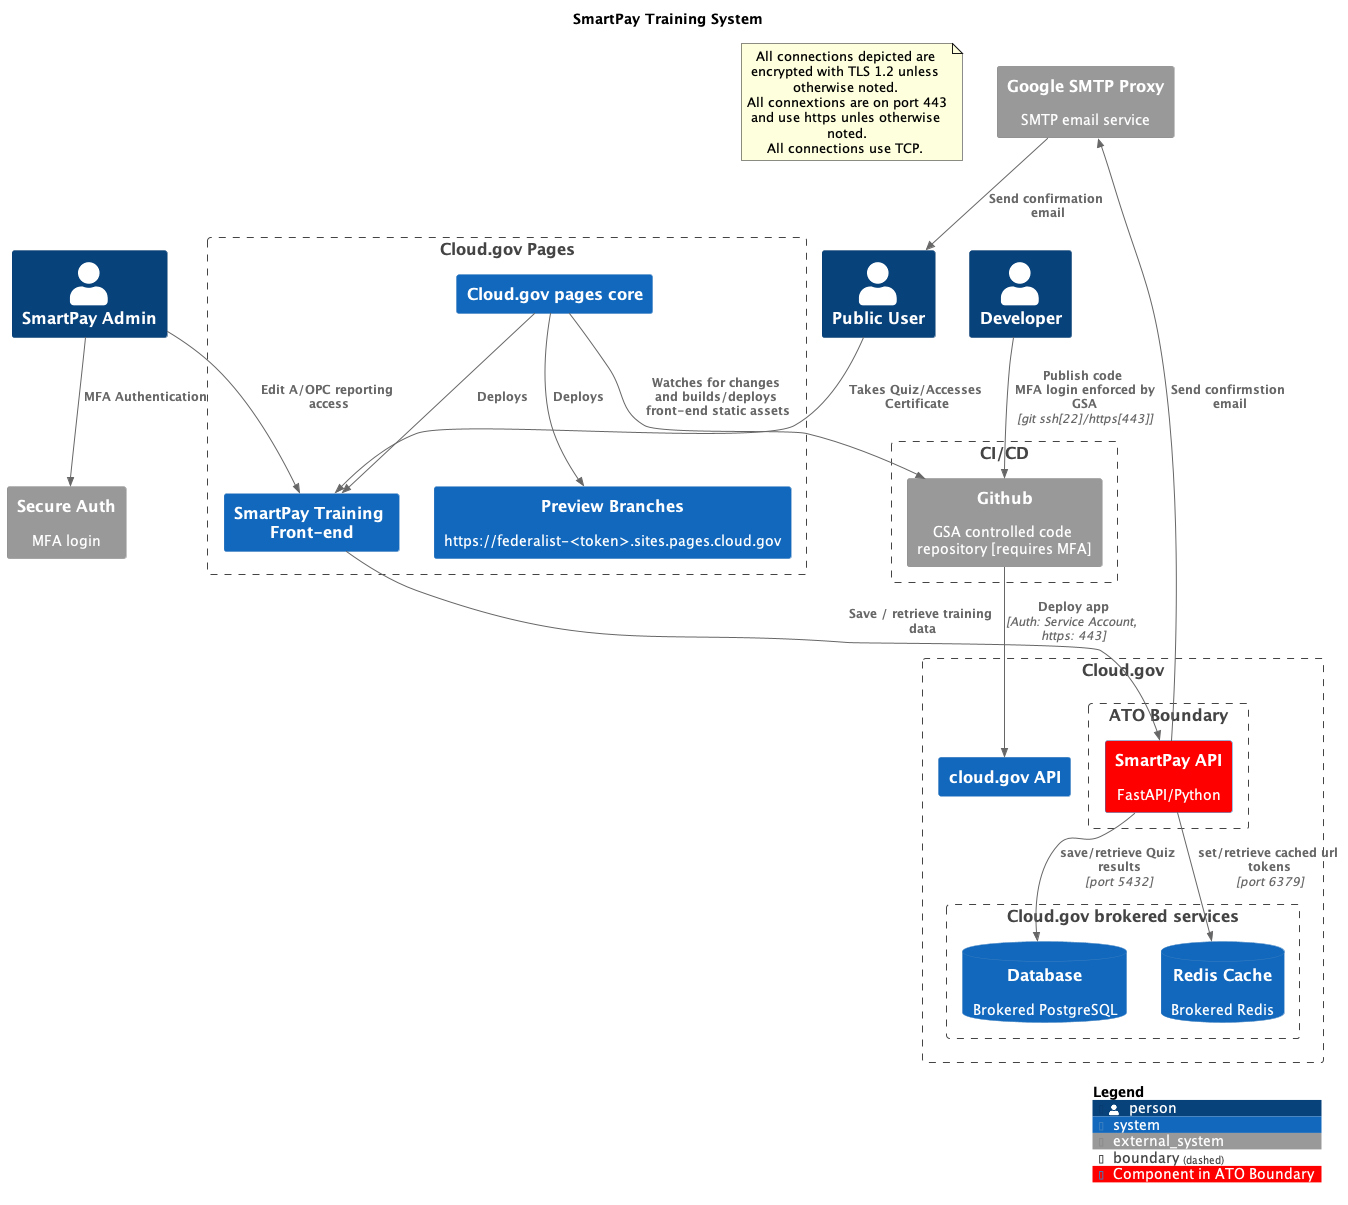 SmartPay Training System
All connections depicted are
encrypted with TLS 1.2 unless
otherwise noted.
All connextions are on port 443
and use https unles otherwise
noted.
All connections use TCP.
Google SMTP Proxy
SMTP email service
Send confirmation
email
Cloud.gov Pages
Cloud.gov pages core
SmartPay Admin
Public User
Developer
MFA Authentication
Edit A/OPC reporting
access
Deploys
Deploys
Watches for changes
and builds/deploys
front-end static assets
Takes Quiz/Accesses
Certificate
Publish code
MFA login enforced by
GSA
[git ssh[22]/https[443]]
Send confirmstion
email
CI/CD
Secure Auth
MFA login
SmartPay Training
Front-end
Preview Branches
https://federalist-<token>.sites.pages.cloud.gov
Github
GSA controlled code
repository [requires MFA]
Save / retrieve training
data
Deploy app
[Auth: Service Account,
https: 443]
Cloud.gov
ATO Boundary
cloud.gov API
SmartPay API
FastAPI/Python
save/retrieve Quiz
results
[port 5432]
set/retrieve cached url
tokens
[port 6379]
Cloud.gov brokered services
Database
Brokered PostgreSQL
Redis Cache
Brokered Redis
Legend
person
system
external_system
boundary (dashed)
Component in ATO Boundary